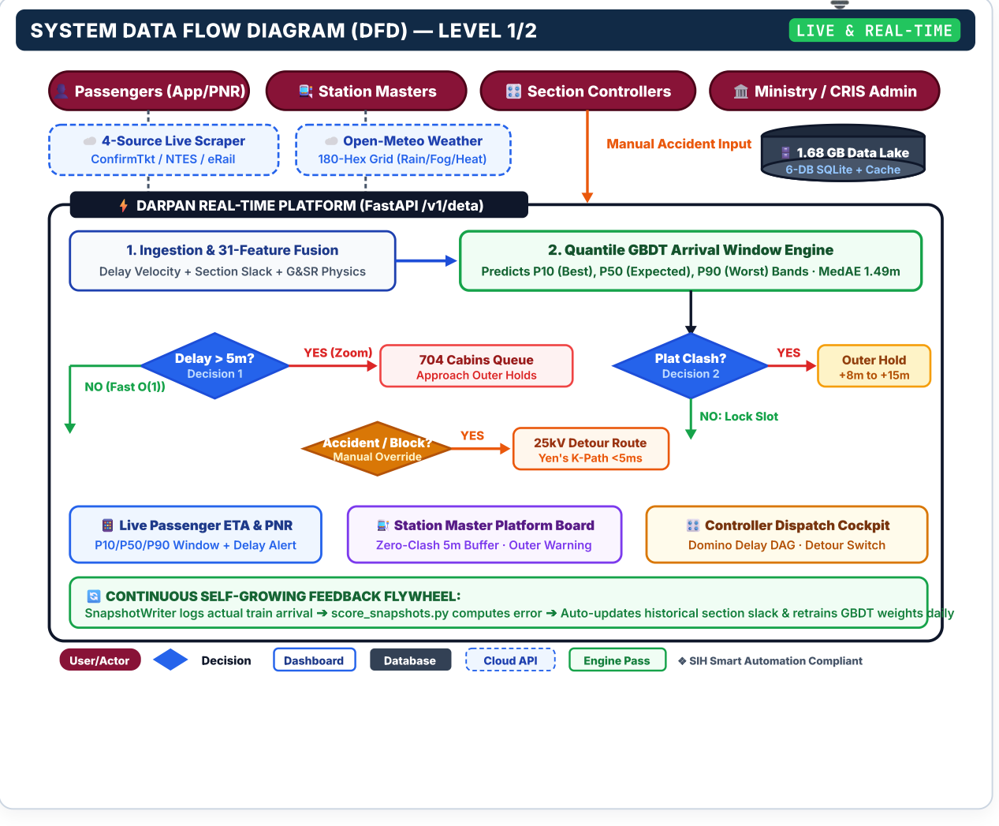 SYSTEM DATA FLOW DIAGRAM (DFD) — LEVEL 1/2
LIVE & REAL-TIME
Passengers (App/PNR)
Station Masters
Section Controllers
Ministry / CRIS Admin
4-Source Live Scraper
ConfirmTkt / NTES / eRail
Open-Meteo Weather
180-Hex Grid (Rain/Fog/Heat)
Manual Accident Input
1.68 GB Data Lake
6-DB SQLite + Cache
DARPAN REAL-TIME PLATFORM (FastAPI /v1/deta)
1. Ingestion & 31-Feature Fusion
Delay Velocity + Section Slack + G&SR Physics
2. Quantile GBDT Arrival Window Engine
Predicts P10 (Best), P50 (Expected), P90 (Worst) Bands · MedAE 1.49m
Delay > 5m?
Decision 1
YES (Zoom)
704 Cabins Queue
Approach Outer Holds
Plat Clash?
Decision 2
YES
Outer Hold
+8m to +15m
NO (Fast O(1))
NO: Lock Slot
Accident / Block?
Manual Override
YES
25kV Detour Route
Yen's K-Path <5ms
Live Passenger ETA & PNR
P10/P50/P90 Window + Delay Alert
Station Master Platform Board
Zero-Clash 5m Buffer · Outer Warning
Controller Dispatch Cockpit
Domino Delay DAG · Detour Switch
CONTINUOUS SELF-GROWING FEEDBACK FLYWHEEL:
SnapshotWriter logs actual train arrival ➔ score_snapshots.py computes error ➔ Auto-updates historical section slack & retrains GBDT weights daily
User/Actor
Decision
Dashboard
Database
Cloud API
Engine Pass
❖ SIH Smart Automation Compliant